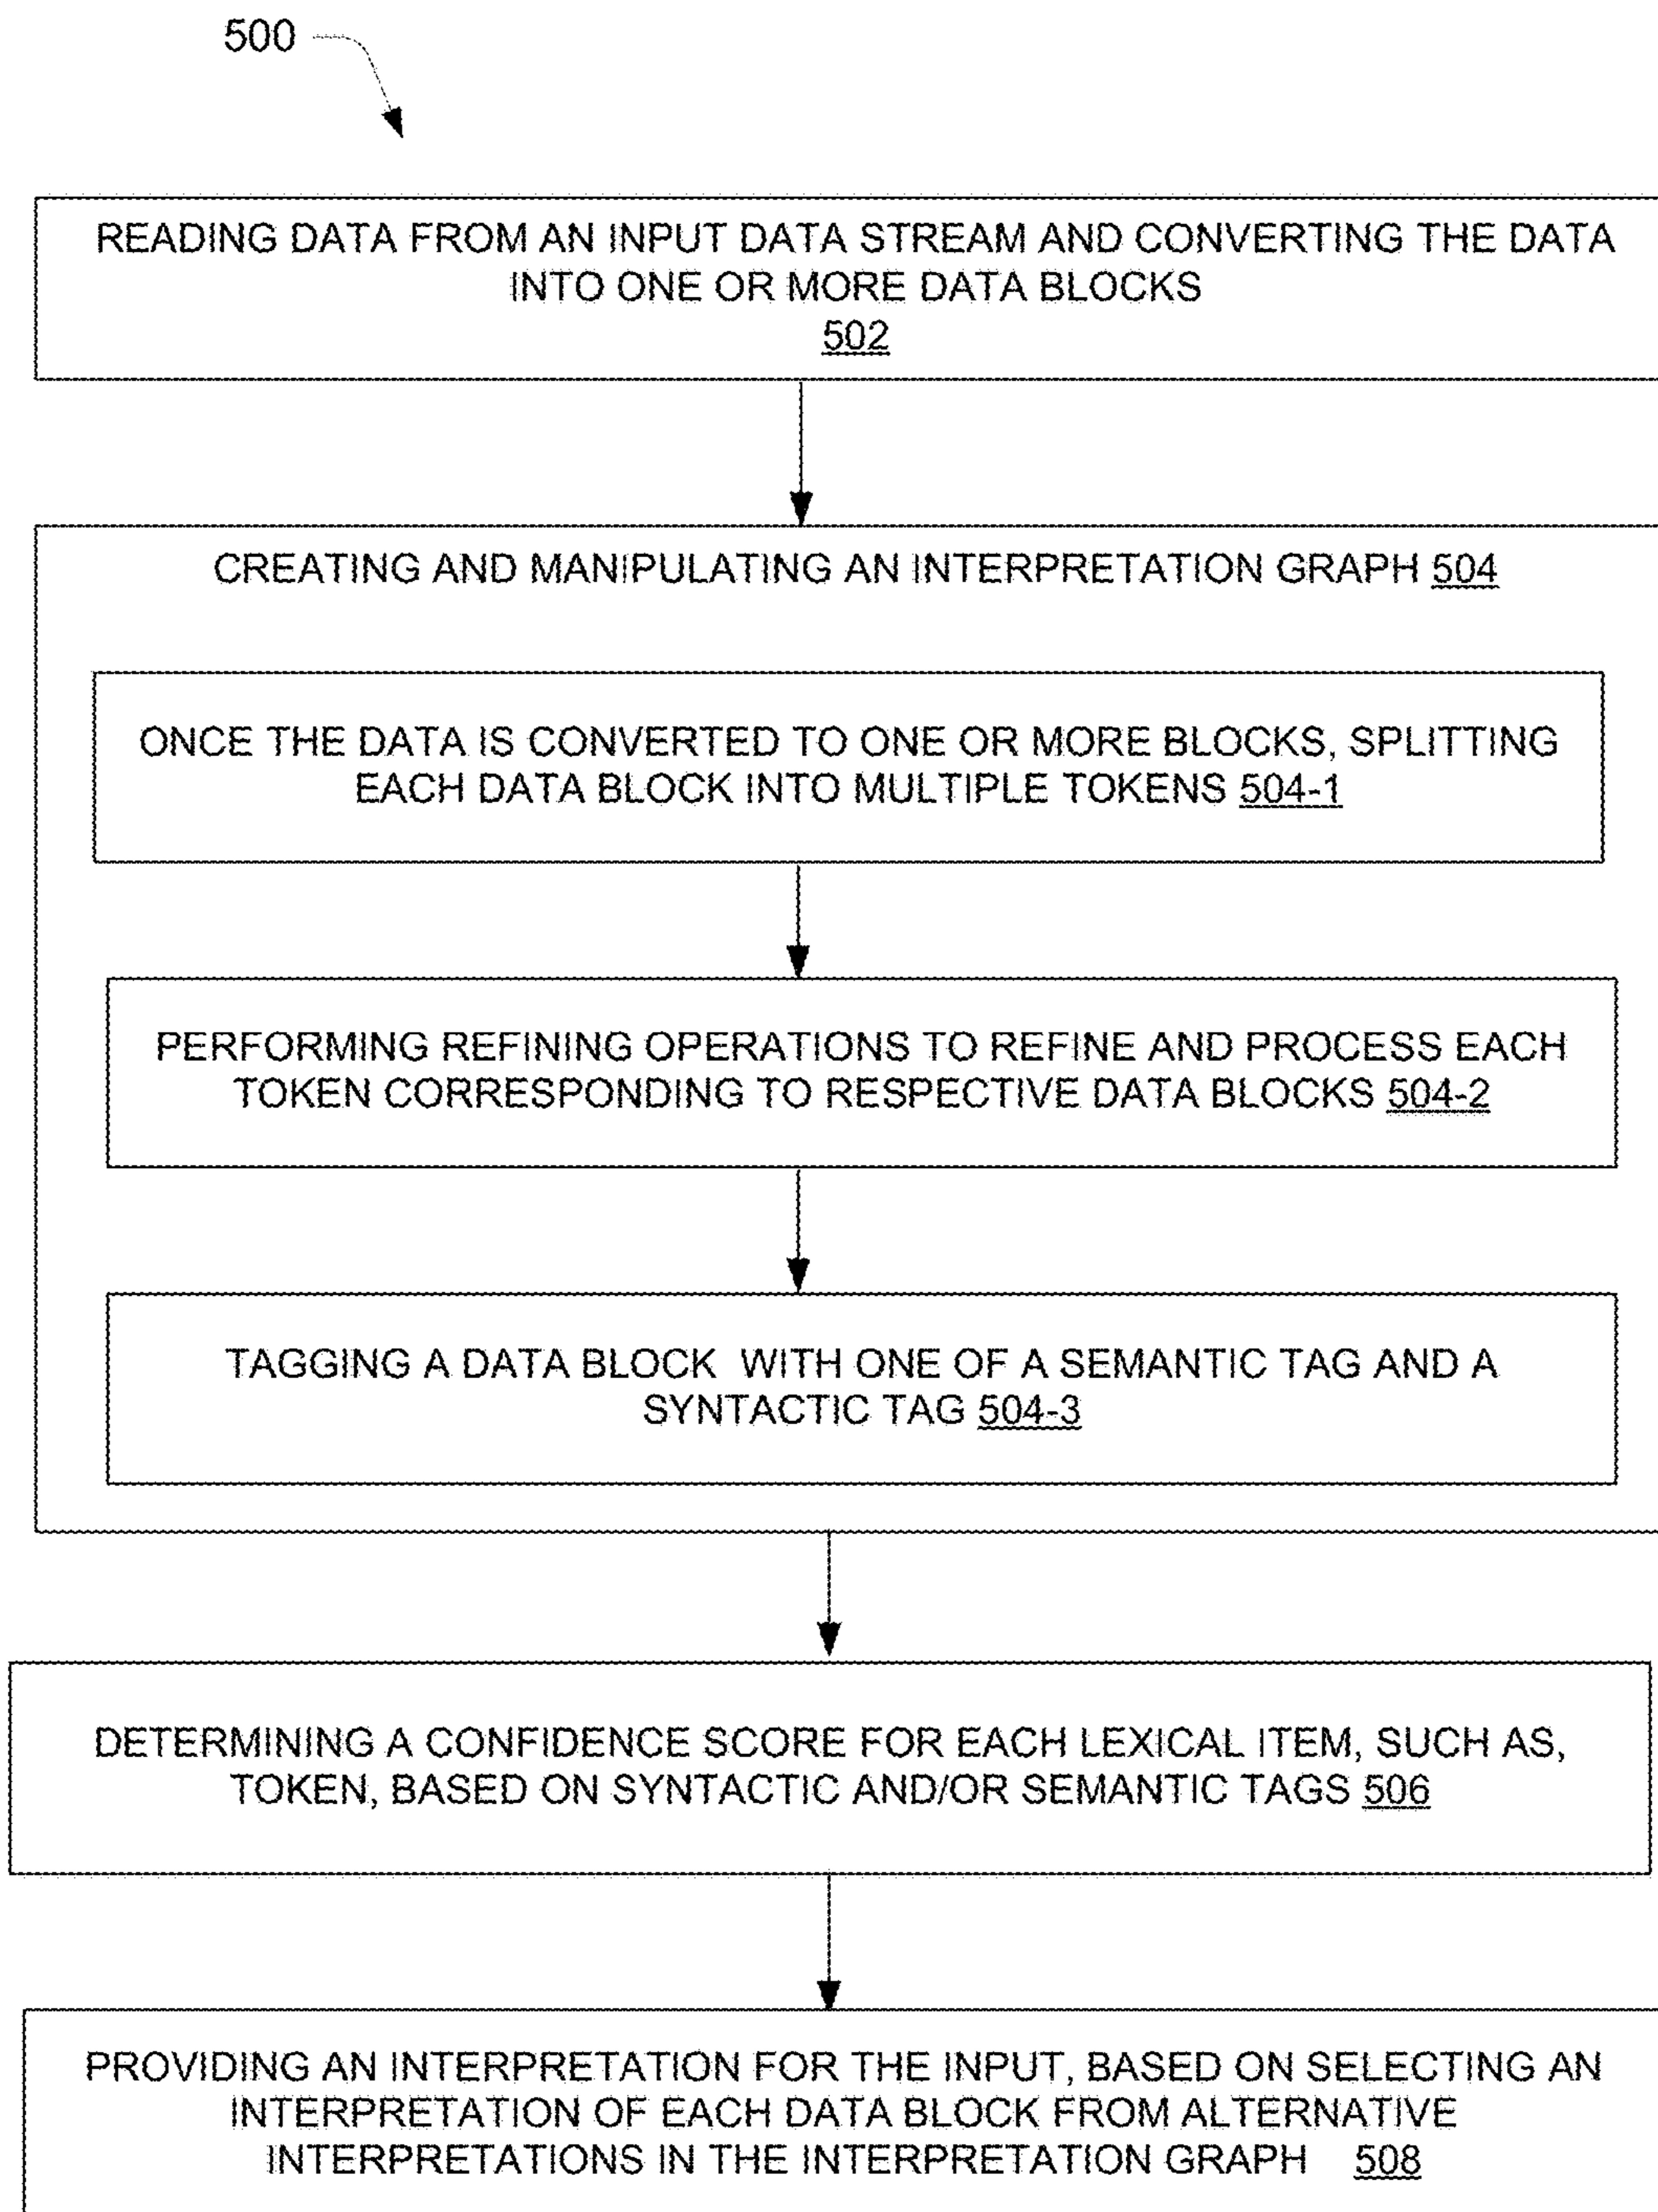 500
READING DATA FROM AN INPUT DATA STREAM AND CONVERTING THE DATA
INTO ONE OR MORE DATA BLOCKS
502
CREATING AND MANIPULATING AN INTERPRETATION GRAPH 504
ONCE THE DATA IS CONVERTED TO ONE OR MORE BLOCKS, SPLITTING
EACH DATA BLOCK INTO MULTIPLE TOKENS 504-1
PERFORMING REFINING OPERATIONS TO REFINE AND PROCESS EACH
TOKEN CORRESPONDING TO RESPECTIVE DATA BLOCKS 504-2
TAGGING A DATA BLOCK WITH ONE OF A SEMANTIC TAG AND A
SYNTACTIC TAG 504-3
DETERMINING A CONFIDENCE SCORE FOR EACH LEXICAL ITEM, SUCH AS,
TOKEN, BASED ON SYNTACTIC AND/OR SEMANTIC TAGS 506
PROVIDING AN INTERPRETATION FOR THE INPUT, BASED ON SELECTING AN
INTERPRETATION OF EACH DATA BLOCK FROM ALTERNATIVE
INTERPRETATIONS IN THE INTERPRETATION GRAPH 508